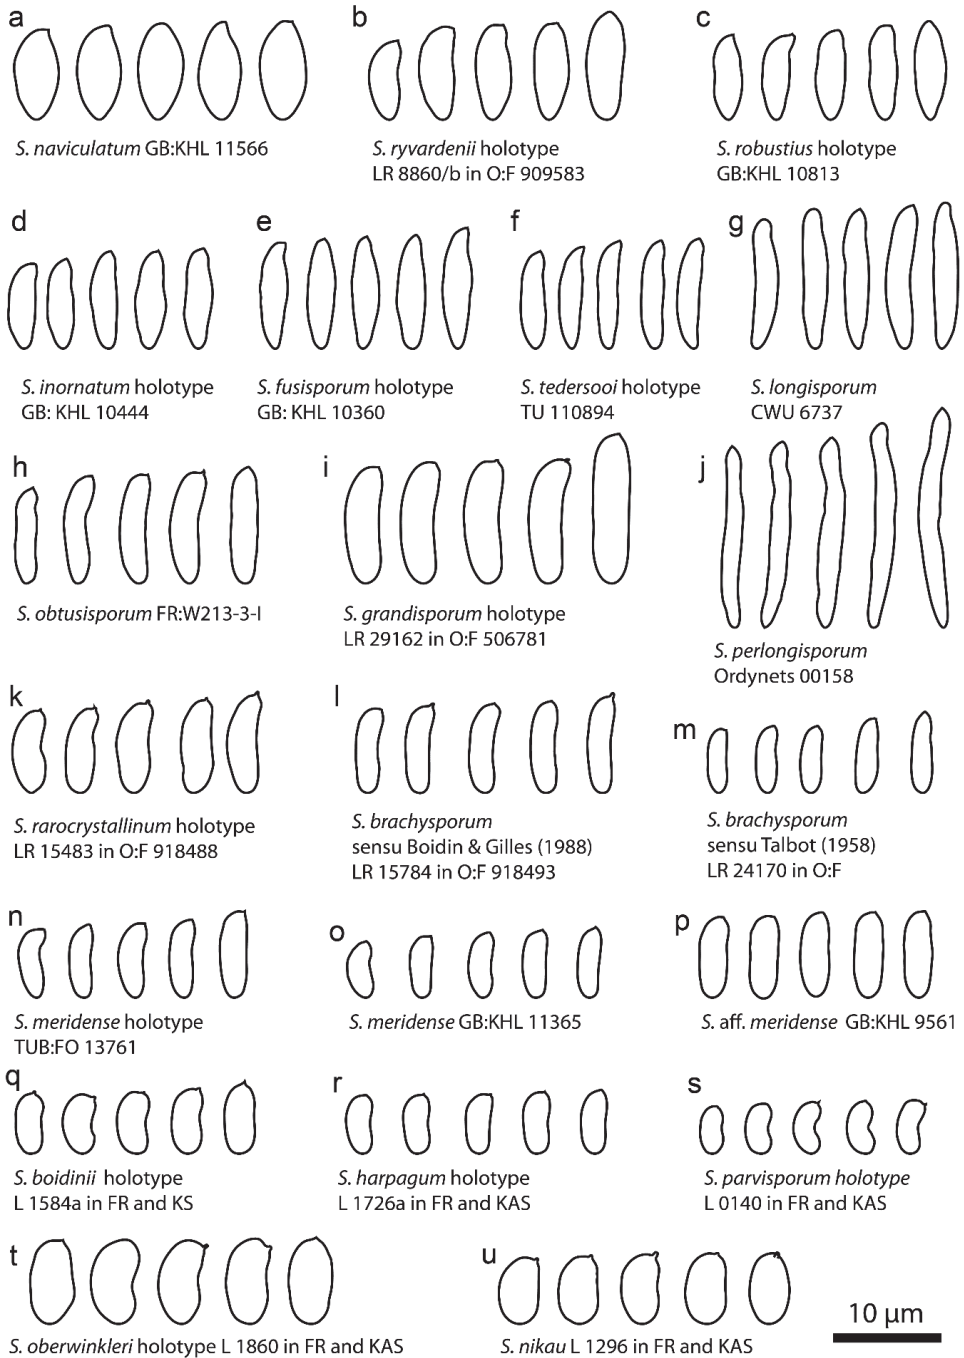 a
b
c
S. naviculatum GB:KHL 11566
S. ryvardenii holotype
LR 8860/b in O:F 909583
S. robustius holotype
GB:KHL 10813
d
e
f
g
S. inornatum holotype
GB: KHL 10444
S. fusisporum holotype
GB: KHL 10360
S. tedersooi holotype
TU 110894
S. longisporum
CWU 6737
h
i
j
S. obtusisporum FR:W213-3-I
S. grandisporum holotype
LR 29162 in O:F 506781
S. perlongisporum
Ordynets 00158
k
l
m
S. rarocrystallinum holotype
LR 15483 in O:F 918488
S. brachysporum
sensu Boidin & Gilles (1988)
LR 15784 in O:F 918493
S. brachysporum
sensu Talbot (1958)
LR 24170 in O:F
n
o
p
S. meridense holotype
TUB:FO 13761
S. meridense GB:KHL 11365
S. aff. meridense GB:KHL 9561
q
r
s
S. boidinii holotype
L 1584a in FR and KS
S. harpagum holotype
L 1726a in FR and KAS
S. parvisporum holotype
L 0140 in FR and KAS
t
u
S. oberwinkleri holotype L 1860 in FR and KAS
S. nikau L 1296 in FR and KAS
10 µm